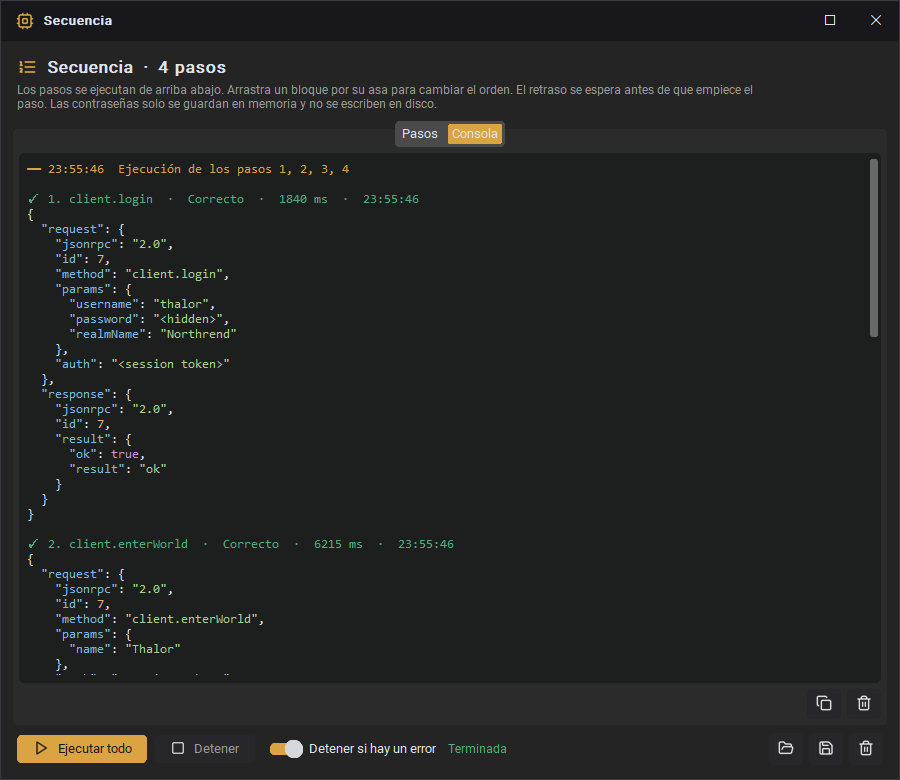 Secuencia
Secuencia · 4 pasos
Los pasos se ejecutan de arriba abajo. Arrastra un bloque por su asa para cambiar el orden. El retraso se espera antes de que empiece el
paso. Las contraseñas solo se guardan en memoria y no se escriben en disco.
Pasos Consola
— 23:55:46 Ejecución de los pasos 1, 2, 3, 4
✓ 1. client.login · Correcto · 1840 ms · 23:55:46
{
  "request": {
    "jsonrpc": "2.0",
    "id": 7,
    "method": "client.login",
    "params": {
      "username": "thalor",
      "password": "<hidden>",
      "realmName": "Northrend"
    },
    "auth": "<session token>"
  },
  "response": {
    "jsonrpc": "2.0",
    "id": 7,
    "result": {
      "ok": true,
      "result": "ok"
    }
  }
}
✓ 2. client.enterWorld · Correcto · 6215 ms · 23:55:46
{
  "request": {
    "jsonrpc": "2.0",
    "id": 7,
    "method": "client.enterWorld",
    "params": {
      "name": "Thalor"
    },
Ejecutar todo Detener Detener si hay un error Terminada